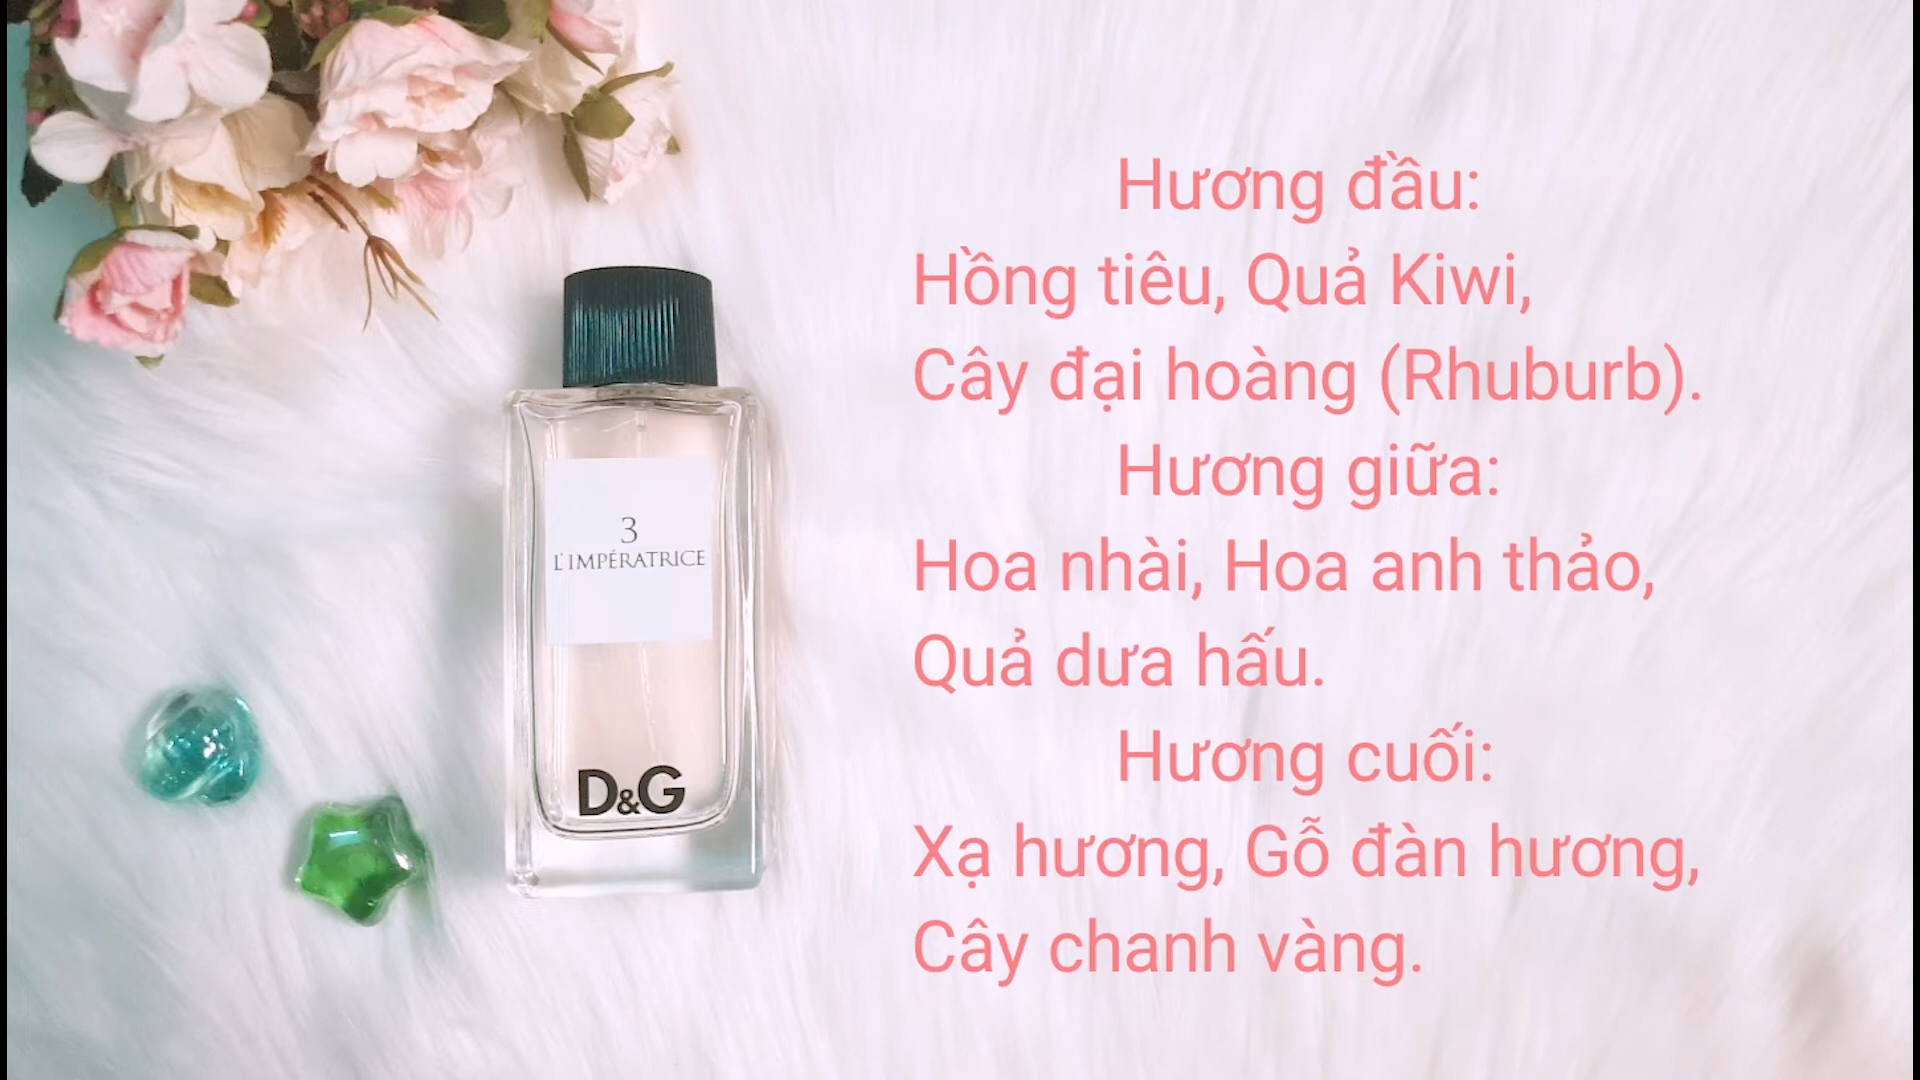 3
L'IMPÉRATRICE
D&G
Hương đầu:
Hồng tiêu, Quả Kiwi,
Cây đại hoàng (Rhuburb).
Hương giữa:
Hoa nhài, Hoa anh thảo,
Quả dưa hấu.
Hương cuối:
Xạ hương, Gỗ đàn hương,
Cây chanh vàng.